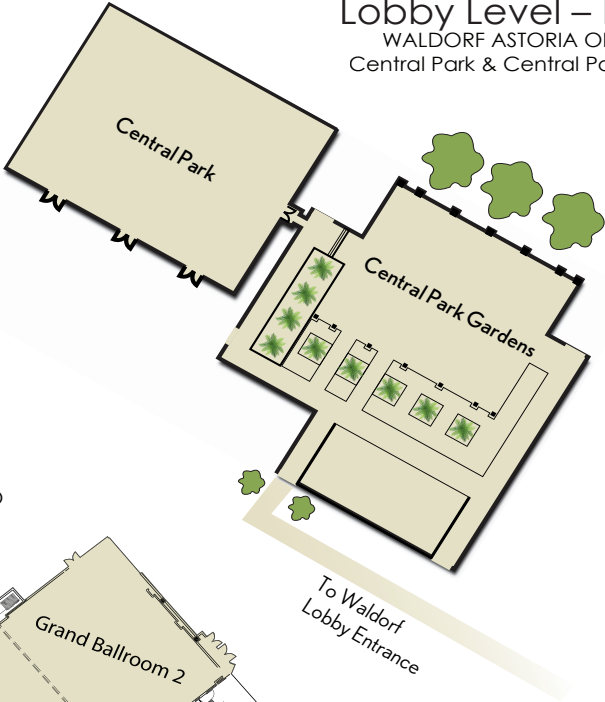 Lobby Level –
WALDORF ASTORIA
Central Park & Central
Central Park
Central Park Gardens
To Waldorf
Lobby Entrance
Grand Ballroom 2